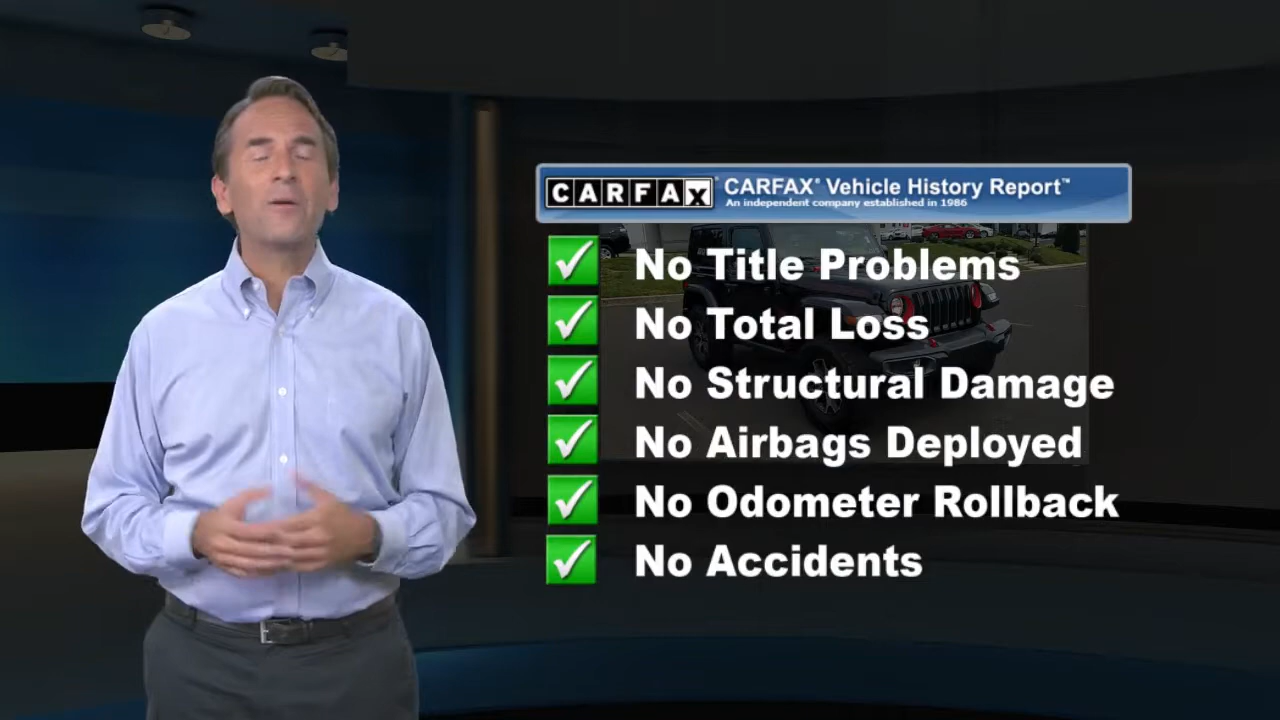 CARFAX
CARFAX® Vehicle History Report™
An independent company established in 1986
No Title Problems
No Total Loss
No Structural Damage
No Airbags Deployed
No Odometer Rollback
No Accidents